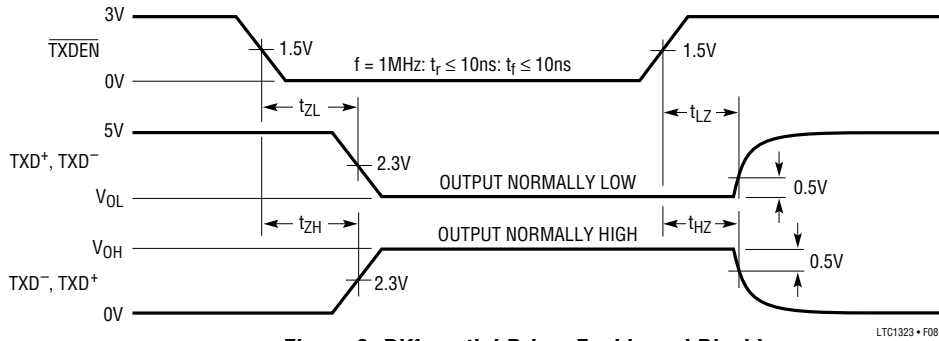 3V
TXDEN
1.5V
1.5V
f = 1MHz: tr ≤ 10ns: tf ≤ 10ns
0V
tZL
tLZ
5V
TXD+, TXD−
2.3V
OUTPUT NORMALLY LOW
0.5V
VOL
tZH
tHZ
VOH
OUTPUT NORMALLY HIGH
0.5V
TXD−, TXD+
2.3V
0V
LTC1323 • F08